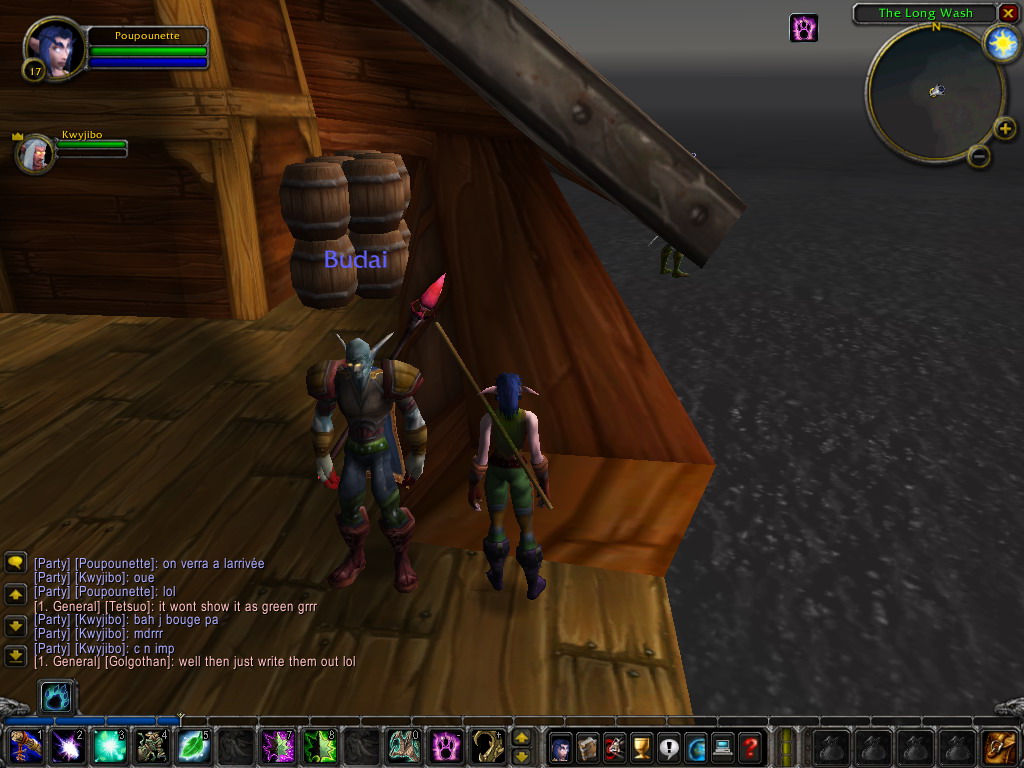 The Long Wash
Poupounette
N
17
Kwyjibo
Budai
[Party] [Poupounette]: on verra a larrivée
[Party] [Kwyjibo]: oue
[Party] [Poupounette]: lol
[1. General] [Tetsuo]: it wont show it as green grrr
[Party] [Kwyjibo]: bah j bouge pa
[Party] [Kwyjibo]: mdrrr
[Party] [Kwyjibo]: c n imp
[1. General] [Golgothan]: well then just write them out lol
1 2 3 4 5 7 8 0 +